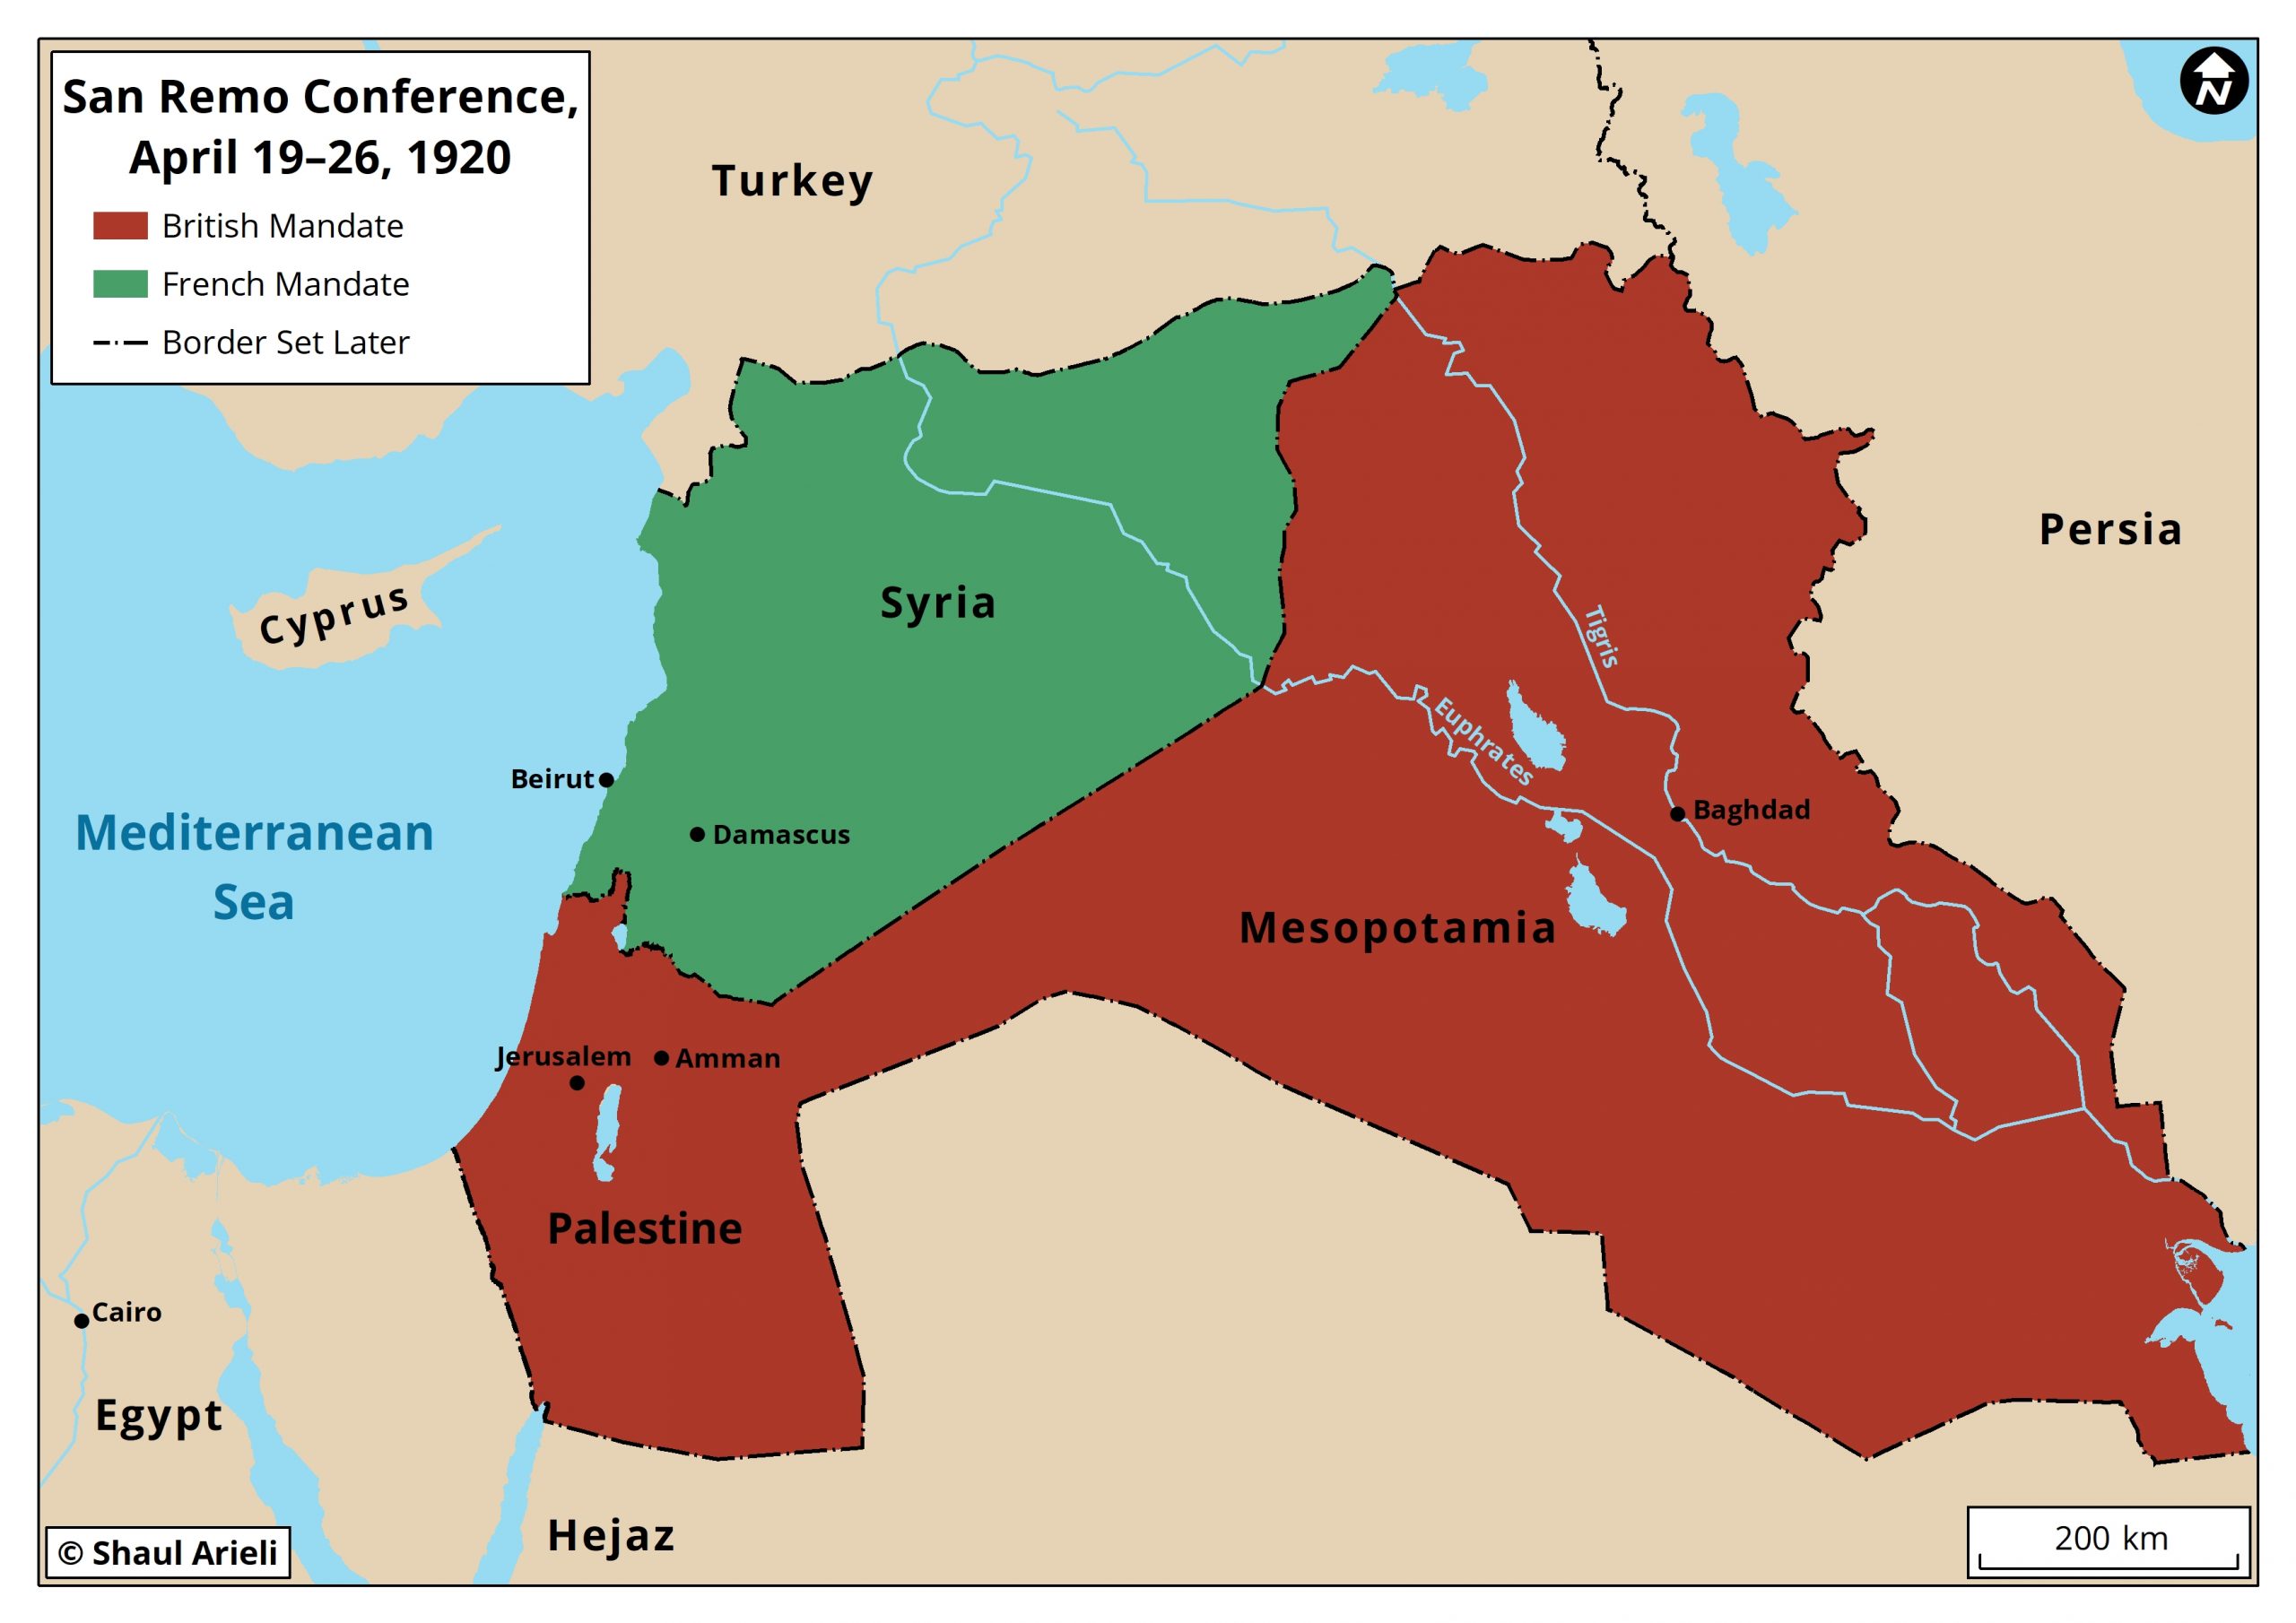 San Remo Conference,
April 19–26, 1920
British Mandate
French Mandate
Border Set Later
N
Turkey
Persia
Cyprus
Syria
Tigris
Euphrates
Beirut
Damascus
Baghdad
Mediterranean
Sea
Mesopotamia
Jerusalem
Amman
Palestine
Cairo
Egypt
Hejaz
© Shaul Arieli
200 km